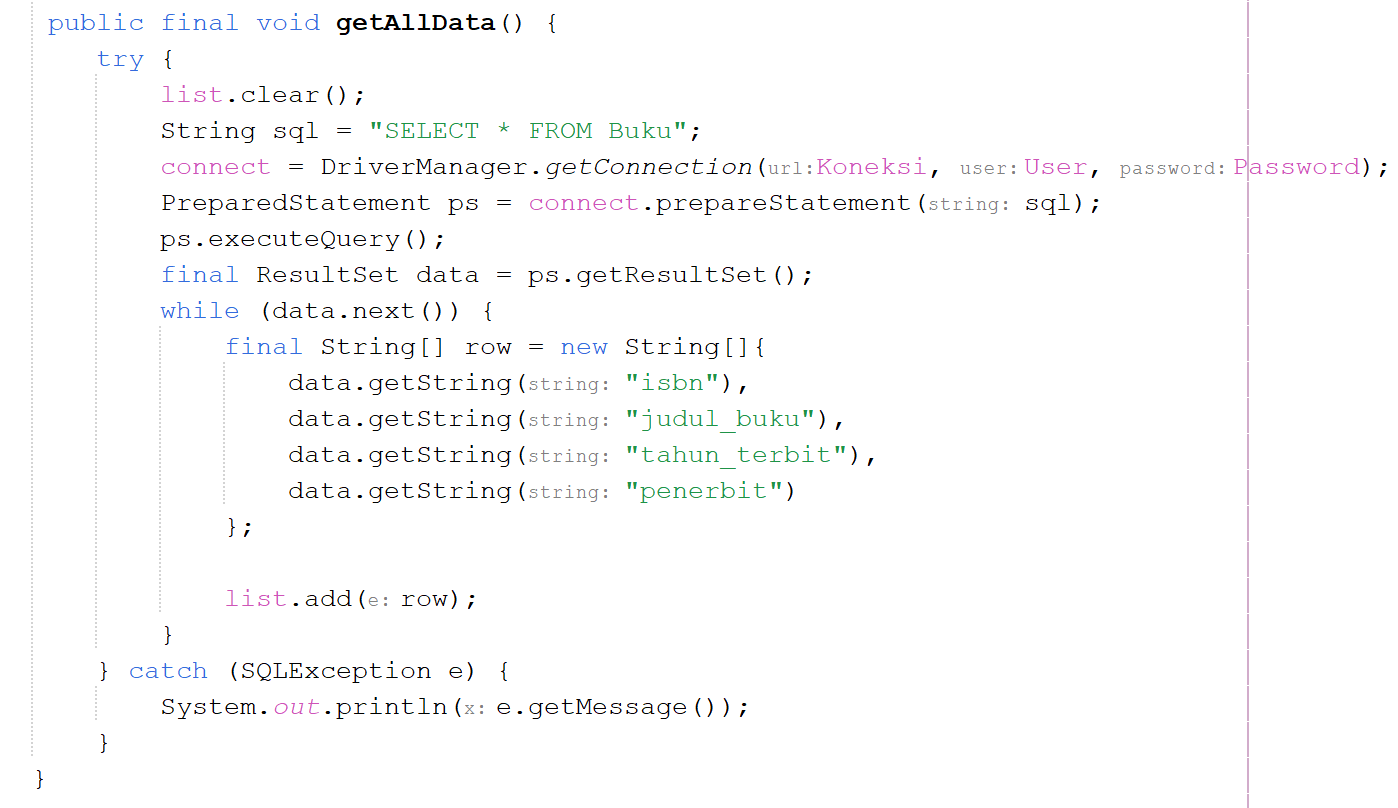 public final void getAllData() {
try {
list.clear();
String sql = "SELECT * FROM Buku";
connect = DriverManager.getConnection(url:Koneksi, user:User, password:Password);
PreparedStatement ps = connect.prepareStatement(string: sql);
ps.executeQuery();
final ResultSet data = ps.getResultSet();
while (data.next()) {
final String[] row = new String[]{
data.getString(string: "isbn"),
data.getString(string: "judul_buku"),
data.getString(string: "tahun_terbit"),
data.getString(string: "penerbit")
};
list.add(e: row);
}
} catch (SQLException e) {
System.out.println(x: e.getMessage());
}
}